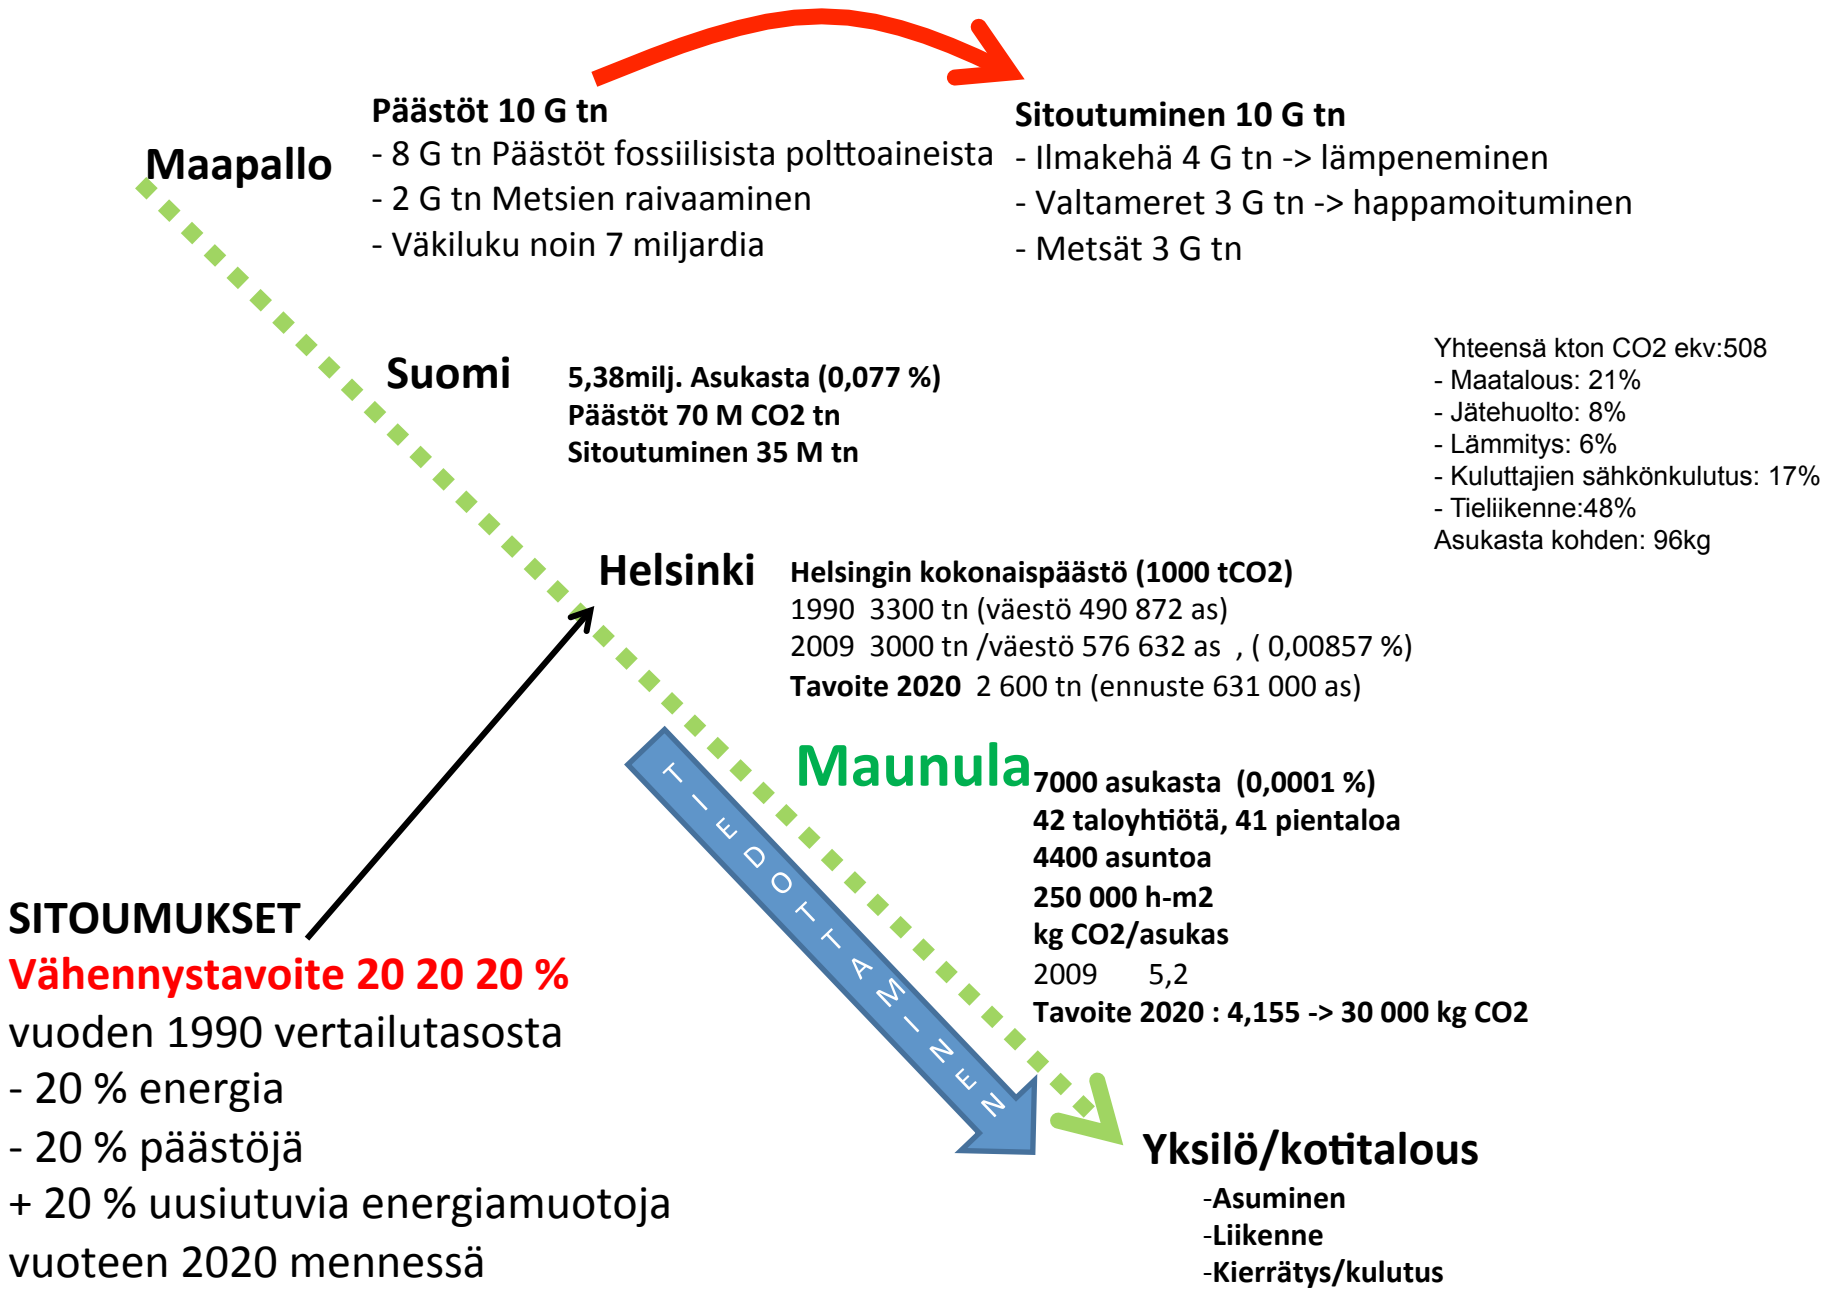 Maapallo
Päästöt 10 G tn
- 8 G tn Päästöt fossiilisista polttoaineista
- 2 G tn Metsien raivaaminen
- Väkiluku noin 7 miljardia
Sitoutuminen 10 G tn
- Ilmakehä 4 G tn -> lämpeneminen
- Valtameret 3 G tn -> happamoituminen
- Metsät 3 G tn
Suomi
5,38milj. Asukasta (0,077 %)
Päästöt 70 M CO2 tn
Sitoutuminen 35 M tn
Yhteensä kton CO2 ekv:508
- Maatalous: 21%
- Jätehuolto: 8%
- Lämmitys: 6%
- Kuluttajien sähkönkulutus: 17%
- Tieliikenne:48%
Asukasta kohden: 96kg
Helsinki
Helsingin kokonaispäästö (1000 tCO2)
1990 3300 tn (väestö 490 872 as)
2009 3000 tn /väestö 576 632 as , ( 0,00857 %)
Tavoite 2020 2 600 tn (ennuste 631 000 as)
Maunula
7000 asukasta (0,0001 %)
42 taloyhtiötä, 41 pientaloa
4400 asuntoa
250 000 h-m2
kg CO2/asukas
2009 5,2
Tavoite 2020 : 4,155 -> 30 000 kg CO2
TIEDOTTAMINEN
SITOUMUKSET
Vähennystavoite 20 20 20 %
vuoden 1990 vertailutasosta
- 20 % energia
- 20 % päästöjä
+ 20 % uusiutuvia energiamuotoja
vuoteen 2020 mennessä
Yksilö/kotitalous
-Asuminen
-Liikenne
-Kierrätys/kulutus